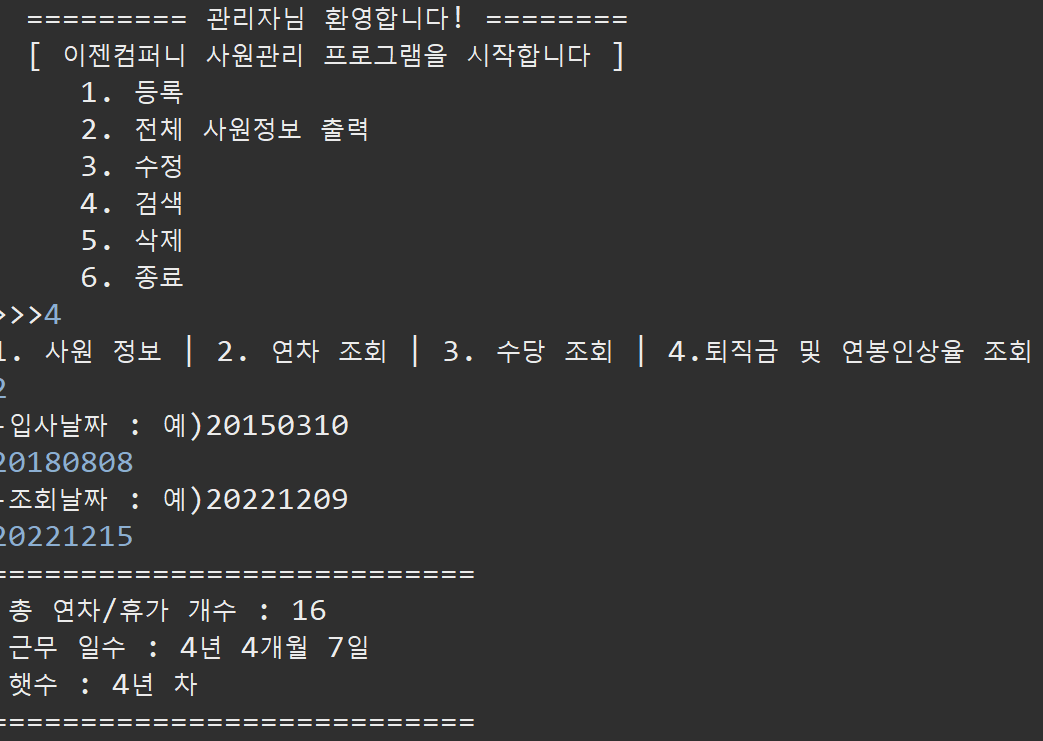 ========= 관리자님 환영합니다! ========
[ 이젠컴퍼니 사원관리 프로그램을 시작합니다 ]
1. 등록
2. 전체 사원정보 출력
3. 수정
4. 검색
5. 삭제
6. 종료
>>>4
1. 사원 정보 | 2. 연차 조회 | 3. 수당 조회 | 4.퇴직금 및 연봉인상율 조회
2
-입사날짜 : 예)20150310
20180808
-조회날짜 : 예)20221209
20221215
===========================
총 연차/휴가 개수 : 16
근무 일수 : 4년 4개월 7일
햇수 : 4년 차
===========================